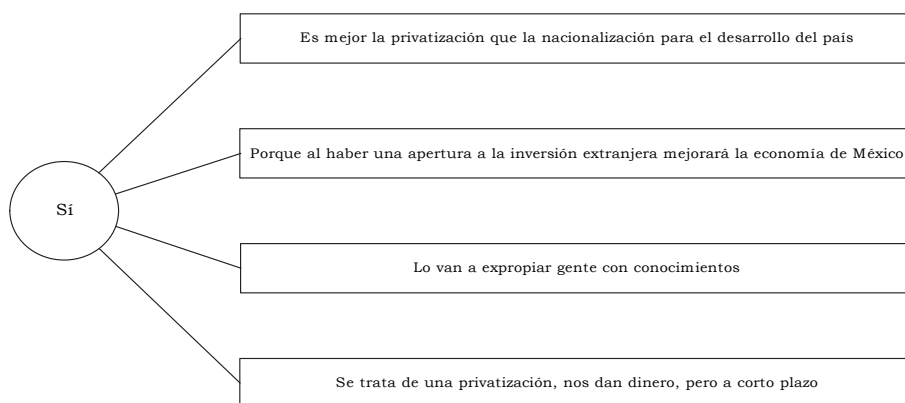 Es mejor la privatización que la nacionalización para el desarrollo del país
Porque al haber una apertura a la inversión extranjera mejorará la economía de México
Sí
Lo van a expropiar gente con conocimientos
Se trata de una privatización, nos dan dinero, pero a corto plazo